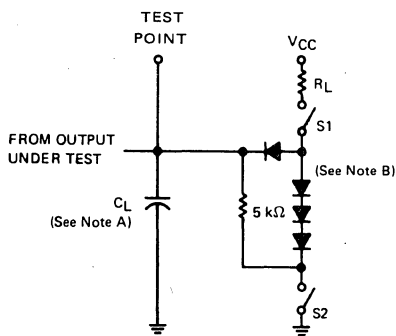 TEST
POINT
VCC
RL
S1
FROM OUTPUT
UNDER TEST
(See Note B)
CL
(See Note A)
5 kΩ
S2